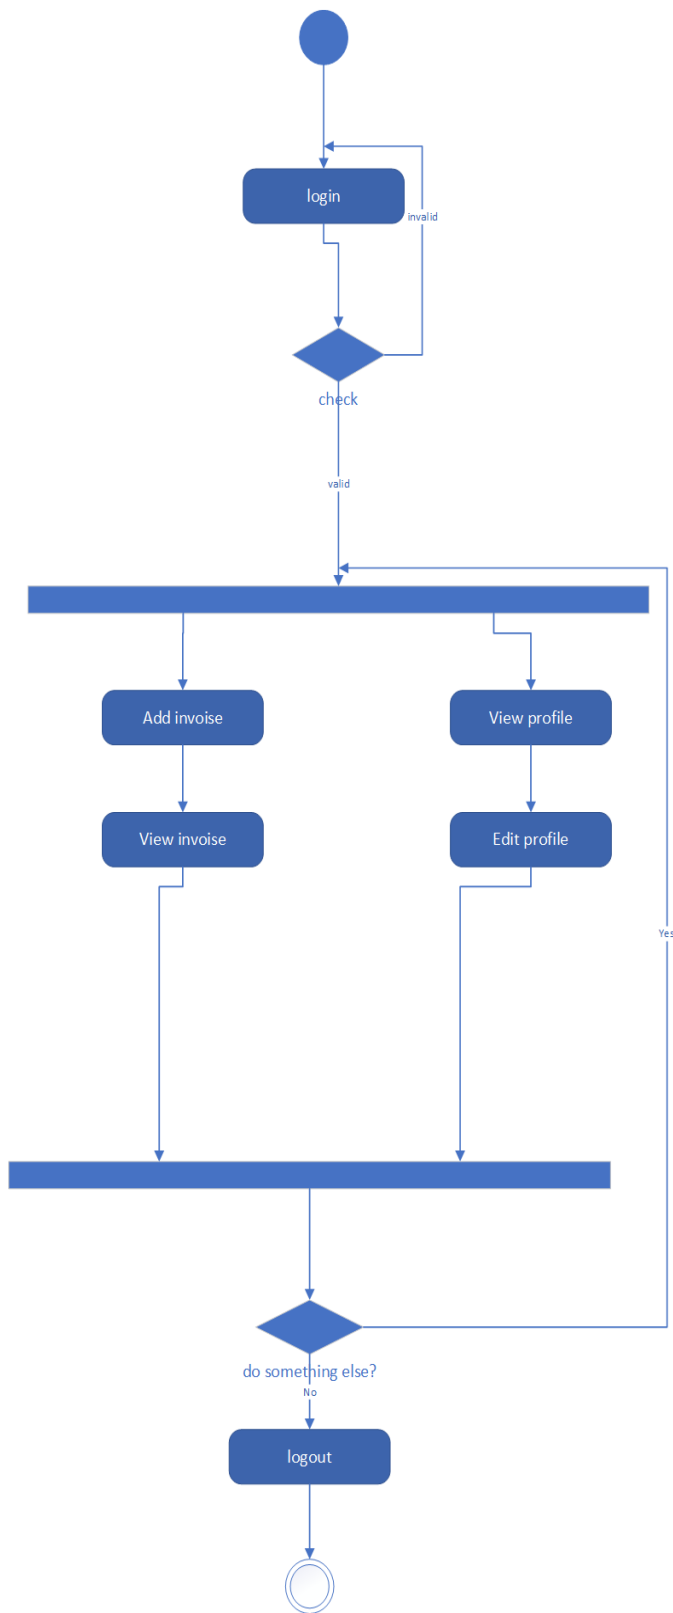 login
invalid
check
valid
Add invoise
View profile
View invoise
Edit profile
Yes
do something else?
No
logout